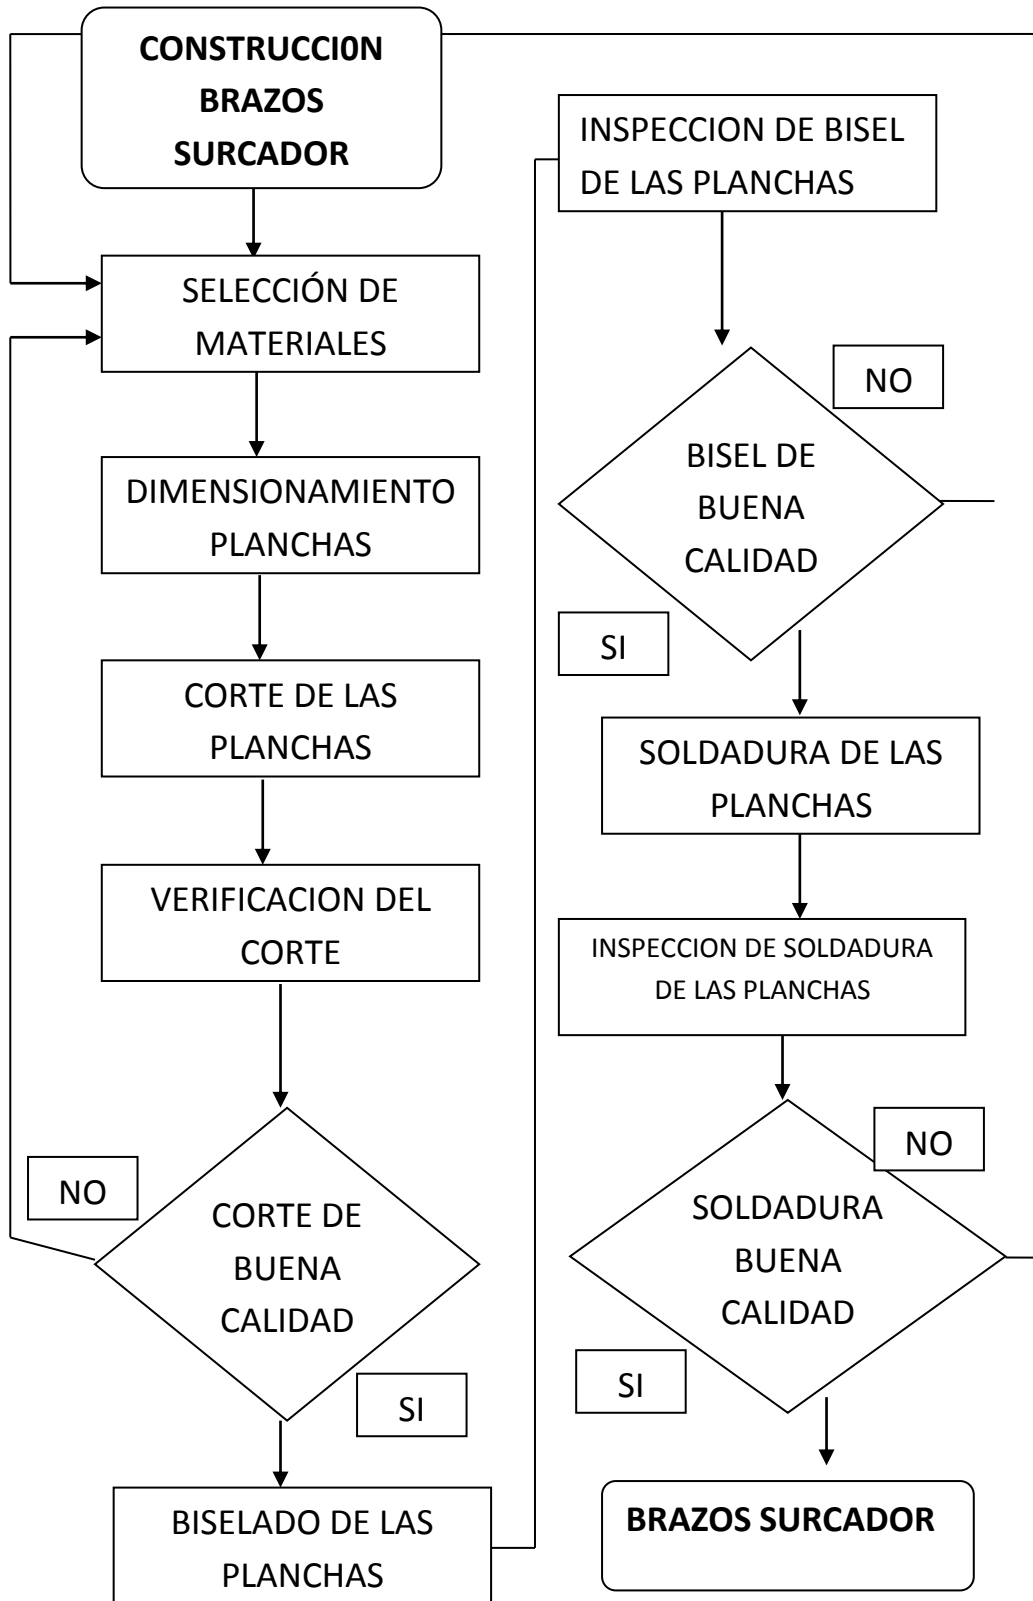 CONSTRUCCI0N
BRAZOS
SURCADOR
SELECCIÓN DE
MATERIALES
DIMENSIONAMIENTO
PLANCHAS
CORTE DE LAS
PLANCHAS
VERIFICACION DEL
CORTE
NO
CORTE DE
BUENA
CALIDAD
SI
BISELADO DE LAS
PLANCHAS
INSPECCION DE BISEL
DE LAS PLANCHAS
NO
BISEL DE
BUENA
CALIDAD
SI
SOLDADURA DE LAS
PLANCHAS
INSPECCION DE SOLDADURA
DE LAS PLANCHAS
NO
SOLDADURA
BUENA
CALIDAD
SI
BRAZOS SURCADOR